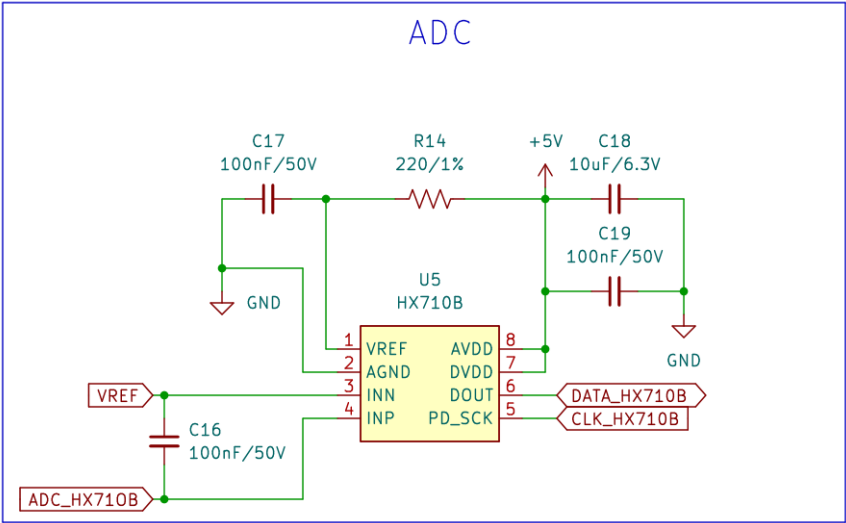 ADC
C17
100nF/50V
R14
220/1%
+5V
C18
10uF/6.3V
C19
100nF/50V
GND
U5
HX710B
GND
1
VREF
AVDD
8
2
AGND
DVDD
7
3
INN
DOUT
6
4
INP
PD_SCK
5
VREF
DATA_HX710B
CLK_HX710B
C16
100nF/50V
ADC_HX710B